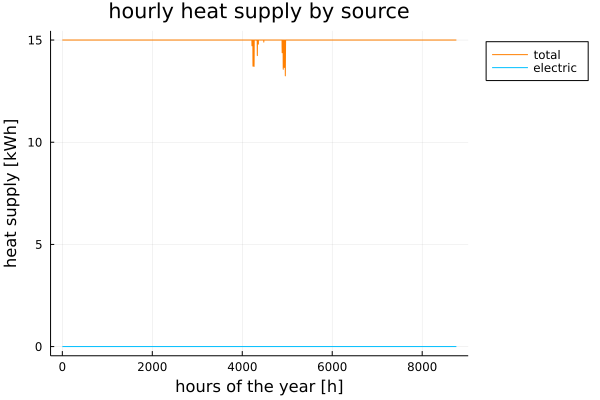 hourly heat supply by source
total
electric
heat supply [kWh]
15
10
5
0
0 2000 4000 6000 8000
hours of the year [h]